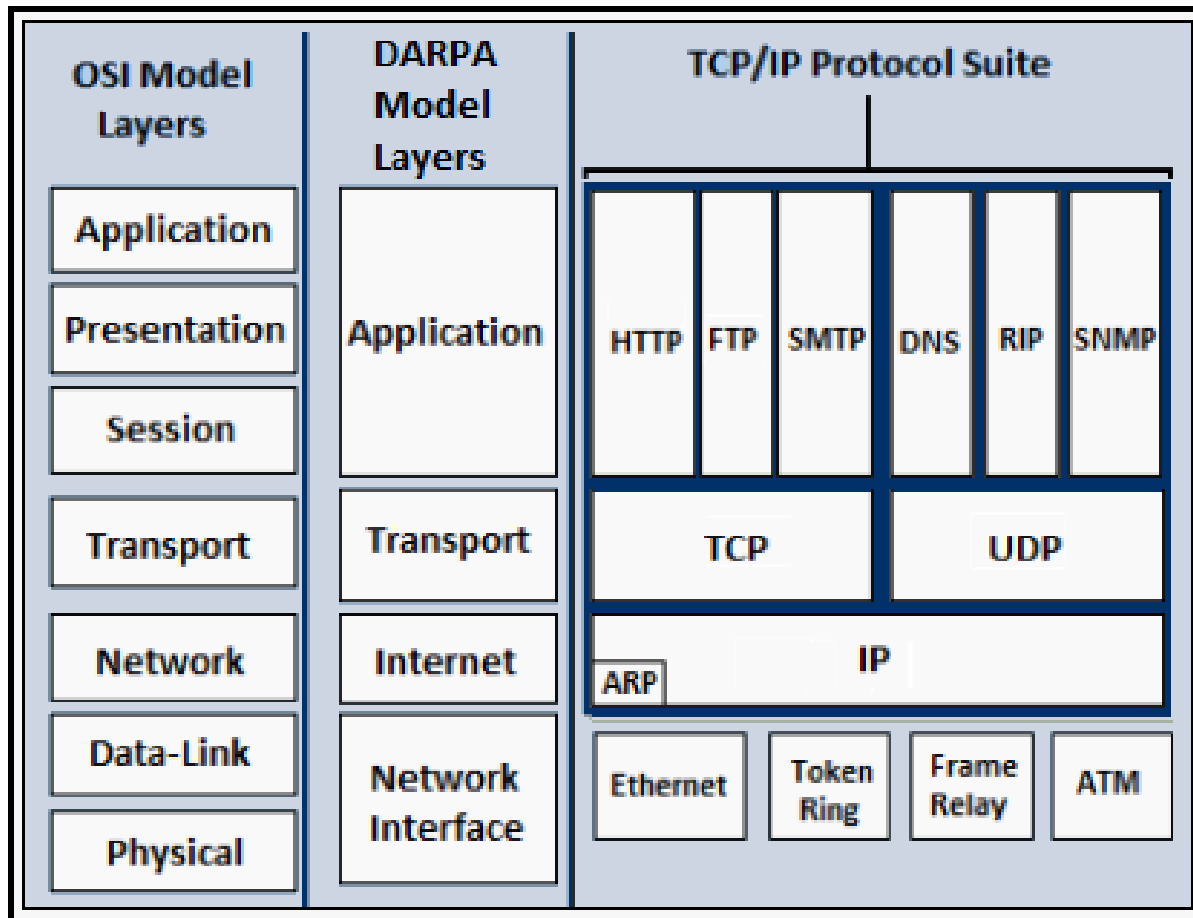 OSI Model
Layers
Application
Presentation
Session
Transport
Network
Data-Link
Physical
DARPA
Model
Layers
Application
Transport
Internet
Network
Interface
TCP/IP Protocol Suite
HTTP
FTP
SMTP
DNS
RIP
SNMP
TCP
UDP
IP
ARP
Ethernet
Token
Ring
Frame
Relay
ATM